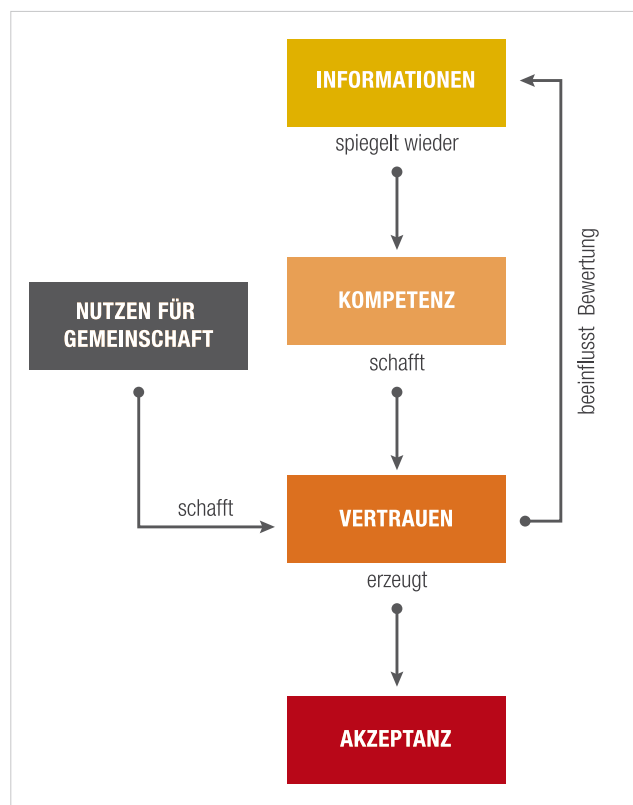 INFORMATIONEN
spiegelt wieder
KOMPETENZ
schafft
NUTZEN FÜR
GEMEINSCHAFT
schafft
VERTRAUEN
erzeugt
AKZEPTANZ
beeinflusst Bewertung